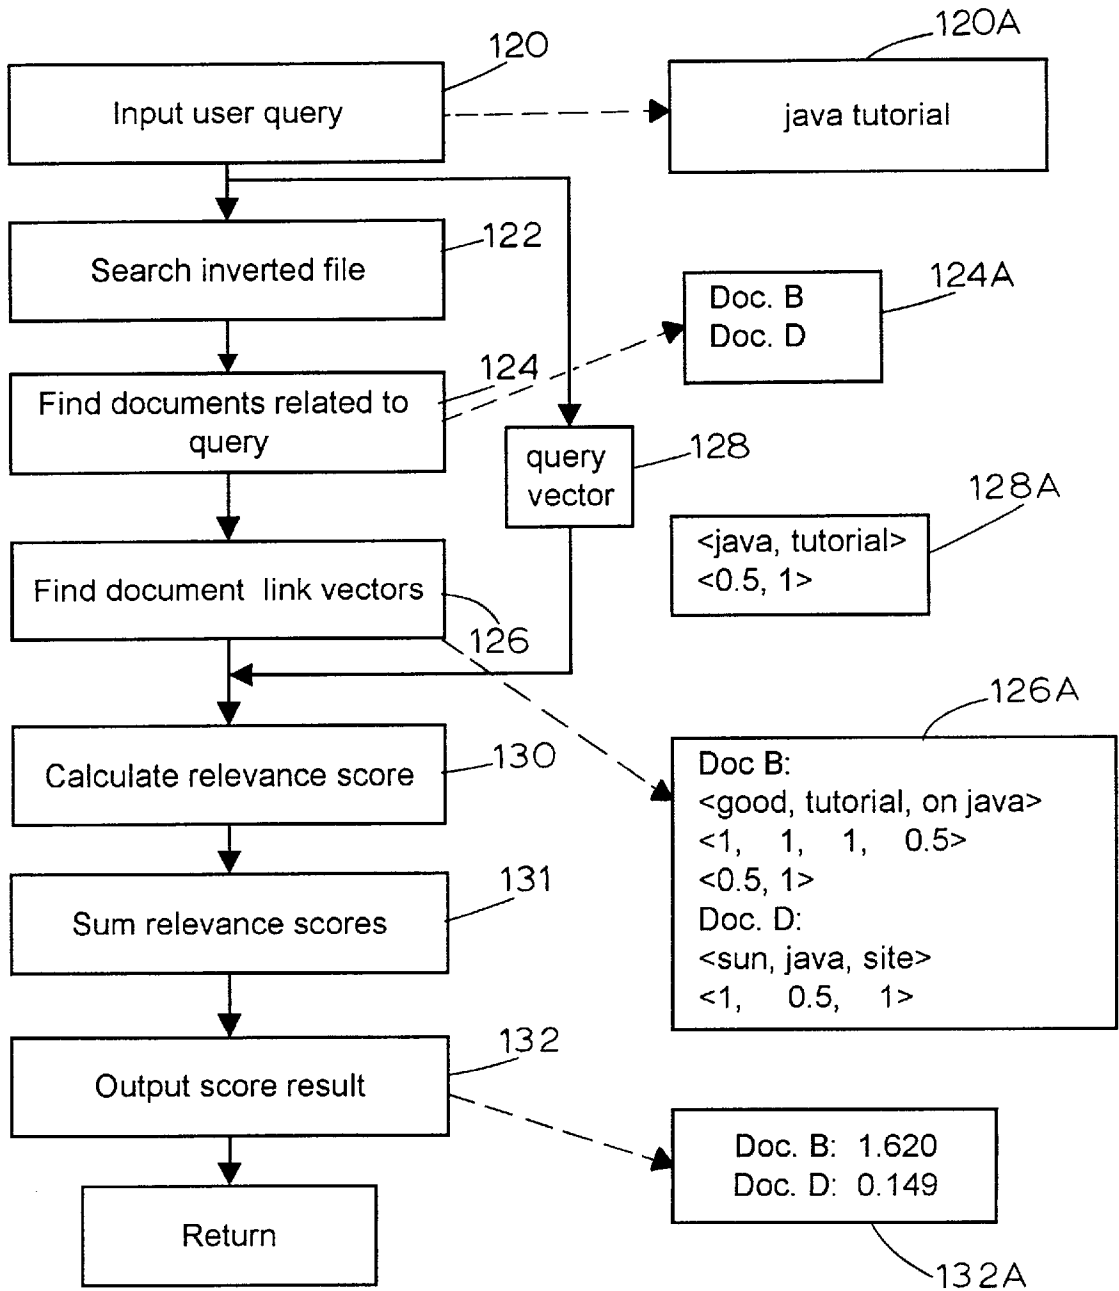 120
120A
Input user query
java tutorial
122
Search inverted file
124A
Doc. B
Doc. D
124
Find documents related to
query
128
query
vector
128A
<java, tutorial>
<0.5, 1>
Find document link vectors
126
126A
Doc B:
<good, tutorial, on java>
<1, 1, 1, 0.5>
<0.5, 1>
Doc. D:
<sun, java, site>
<1, 0.5, 1>
130
Calculate relevance score
131
Sum relevance scores
132
Output score result
Doc. B: 1.620
Doc. D: 0.149
132A
Return